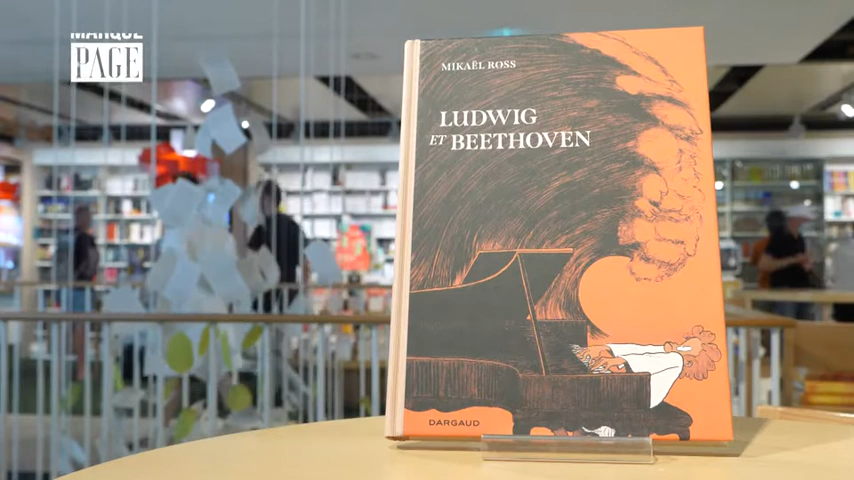 MARQUE
PAGE
MIKAËL ROSS
LUDWIG
ET BEETHOVEN
DARGAUD